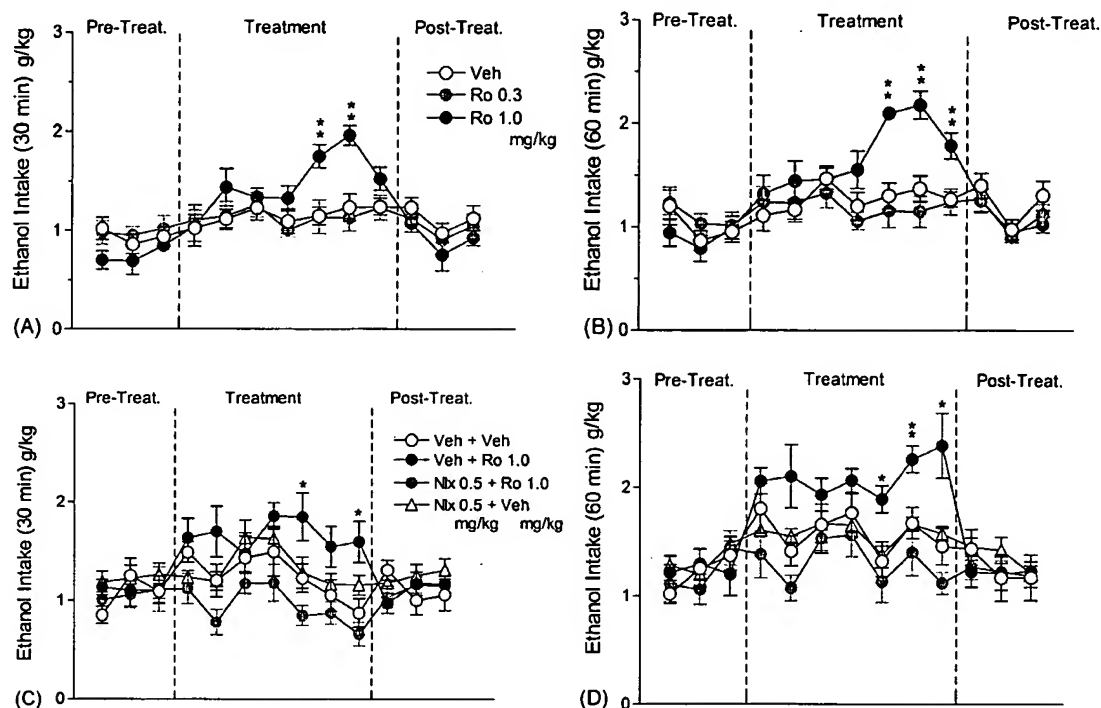 Pre-Treat. Treatment Post-Treat.
Ethanol Intake (30 min) g/kg
3
2
1
0
Veh
Ro 0.3
Ro 1.0
mg/kg
**
**
(A)
Pre-Treat. Treatment Post-Treat.
Ethanol Intake (60 min) g/kg
3
2
1
0
**
**
**
(B)
Pre-Treat. Treatment Post-Treat.
Ethanol Intake (30 min) g/kg
3
2
1
0
Veh + Veh
Veh + Ro 1.0
Nlx 0.5 + Ro 1.0
Nlx 0.5 + Veh
mg/kg mg/kg
*
*
(C)
Pre-Treat. Treatment Post-Treat.
Ethanol Intake (60 min) g/kg
3
2
1
0
*
**
*
(D)